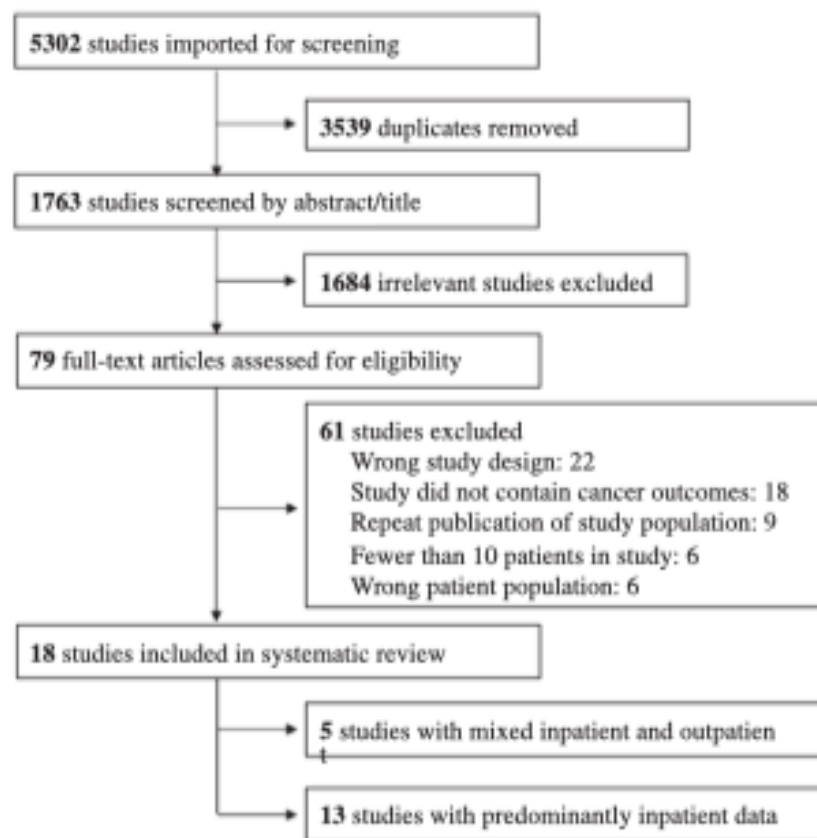 5302 studies imported for screening
3539 duplicates removed
1763 studies screened by abstract/title
1684 irrelevant studies excluded
79 full-text articles assessed for eligibility
61 studies excluded
Wrong study design: 22
Study did not contain cancer outcomes: 18
Repeat publication of study population: 9
Fewer than 10 patients in study: 6
Wrong patient population: 6
18 studies included in systematic review
5 studies with mixed inpatient and outpatien
t
13 studies with predominantly inpatient data